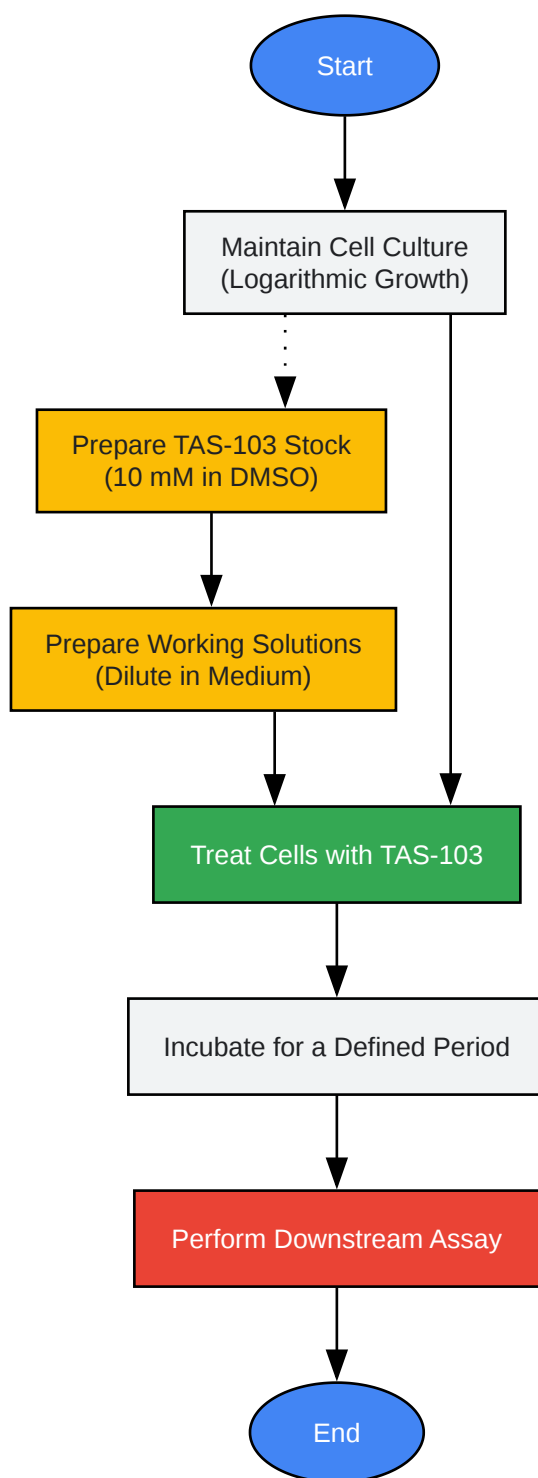 Start
Maintain Cell Culture
(Logarithmic Growth)
Prepare TAS-103 Stock
(10 mM in DMSO)
Prepare Working Solutions
(Dilute in Medium)
Treat Cells with TAS-103
Incubate for a Defined Period
Perform Downstream Assay
End